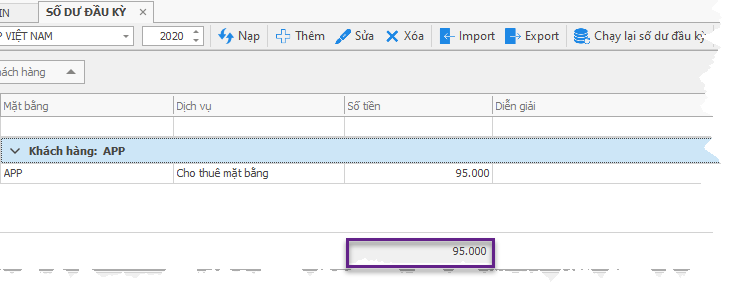 IN SỐ DƯ ĐẦU KỲ
P VIỆT NAM 2020 Nạp Thêm Sửa Xóa Import Export Chạy lại số dư đầu kỳ
hách hàng
Mặt bằng Dịch vụ Số tiền Diễn giải
Khách hàng: APP
APP Cho thuê mặt bằng 95.000
95.000